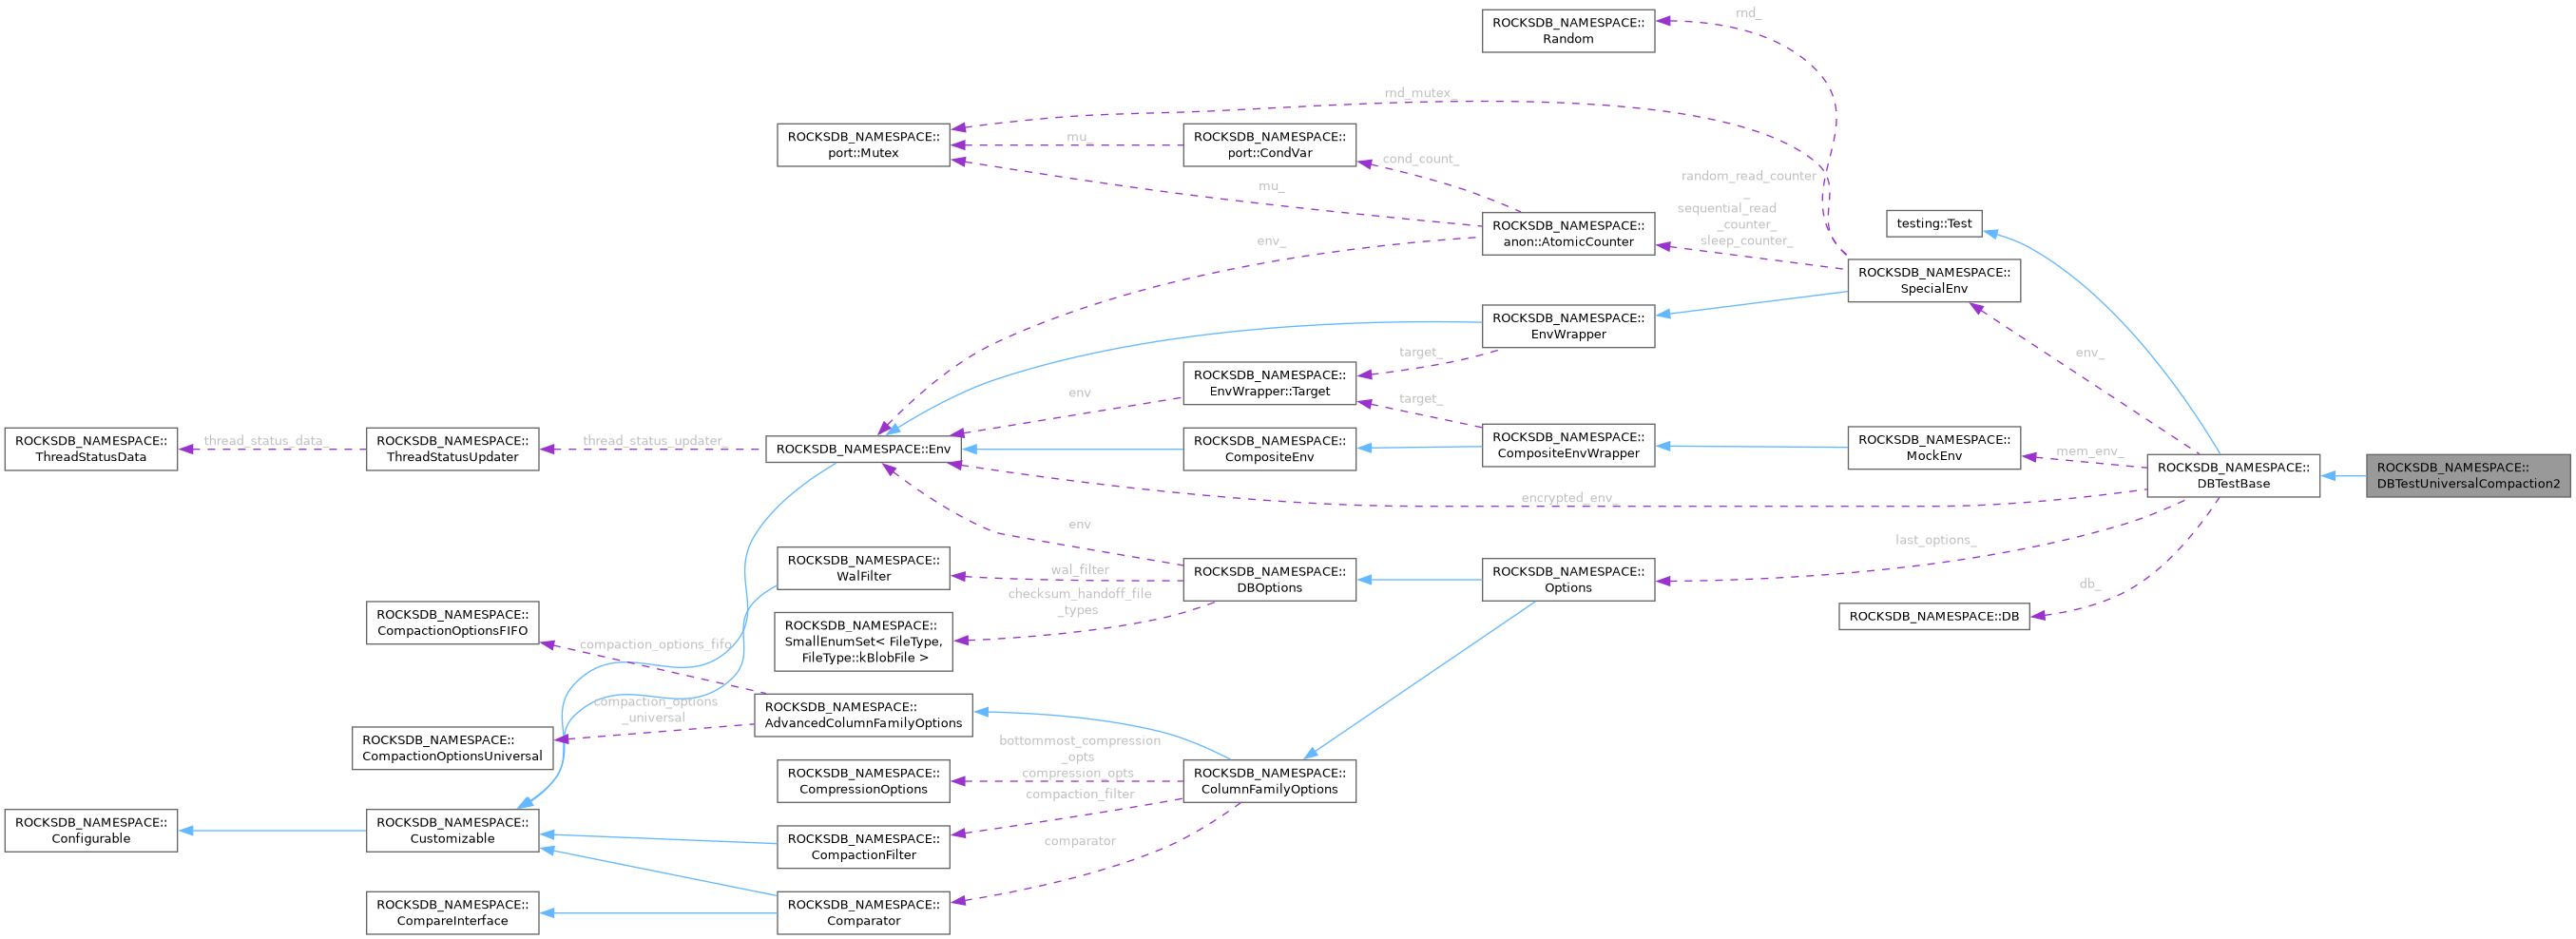 ROCKSDB_NAMESPACE::
Random
rnd_
rnd_mutex_
ROCKSDB_NAMESPACE::
port::Mutex
mu_
ROCKSDB_NAMESPACE::
port::CondVar
cond_count_
mu_
env_
random_read_counter
_
sequential_read
_counter_
sleep_counter_
ROCKSDB_NAMESPACE::
anon::AtomicCounter
testing::Test
ROCKSDB_NAMESPACE::
SpecialEnv
ROCKSDB_NAMESPACE::
EnvWrapper
target_
env_
ROCKSDB_NAMESPACE::
EnvWrapper::Target
env
target_
ROCKSDB_NAMESPACE::
ThreadStatusData
thread_status_data_
ROCKSDB_NAMESPACE::
ThreadStatusUpdater
thread_status_updater_
ROCKSDB_NAMESPACE::Env
ROCKSDB_NAMESPACE::
CompositeEnv
ROCKSDB_NAMESPACE::
CompositeEnvWrapper
ROCKSDB_NAMESPACE::
MockEnv
mem_env_
ROCKSDB_NAMESPACE::
DBTestBase
ROCKSDB_NAMESPACE::
DBTestUniversalCompaction2
encrypted_env_
env
last_options_
ROCKSDB_NAMESPACE::
WalFilter
wal_filter
checksum_handoff_file
_types
ROCKSDB_NAMESPACE::
DBOptions
ROCKSDB_NAMESPACE::
Options
db_
ROCKSDB_NAMESPACE::DB
ROCKSDB_NAMESPACE::
CompactionOptionsFIFO
compaction_options_fifo
ROCKSDB_NAMESPACE::
SmallEnumSet< FileType,
FileType::kBlobFile >
compaction_options
_universal
ROCKSDB_NAMESPACE::
AdvancedColumnFamilyOptions
ROCKSDB_NAMESPACE::
CompactionOptionsUniversal
bottommost_compression
_opts
compression_opts
ROCKSDB_NAMESPACE::
CompressionOptions
compaction_filter
ROCKSDB_NAMESPACE::
ColumnFamilyOptions
ROCKSDB_NAMESPACE::
Configurable
ROCKSDB_NAMESPACE::
Customizable
ROCKSDB_NAMESPACE::
CompactionFilter
comparator
ROCKSDB_NAMESPACE::
CompareInterface
ROCKSDB_NAMESPACE::
Comparator